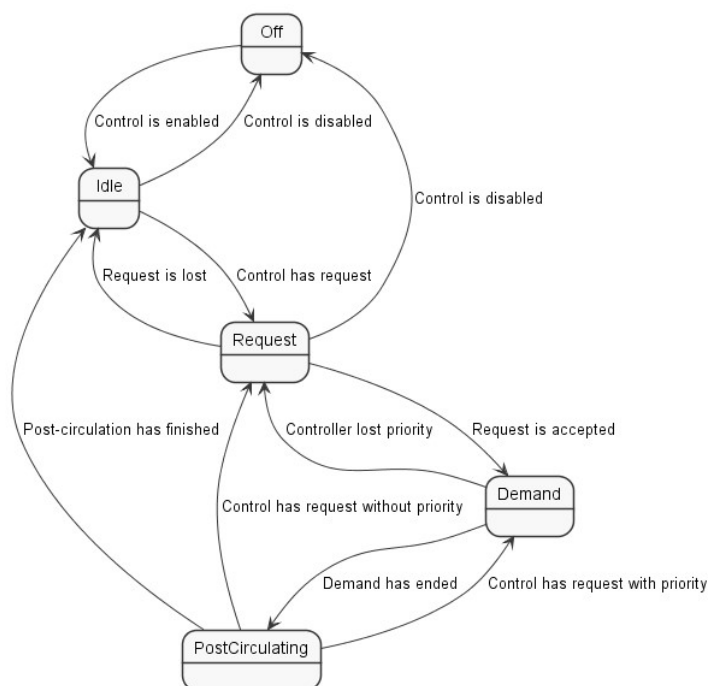 Off
Control is enabled
Control is disabled
Idle
Control is disabled
Request is lost
Control has request
Request
Post-circulation has finished
Controller lost priority
Request is accepted
Demand
Control has request without priority
Demand has ended
Control has request with priority
PostCirculating